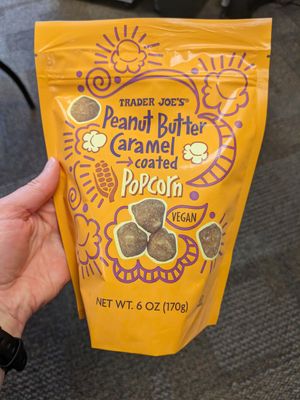 TRADER JOE'S®
Peanut Butter
Caramel
coated
Popcorn
VEGAN
NET WT. 6 OZ (170g)